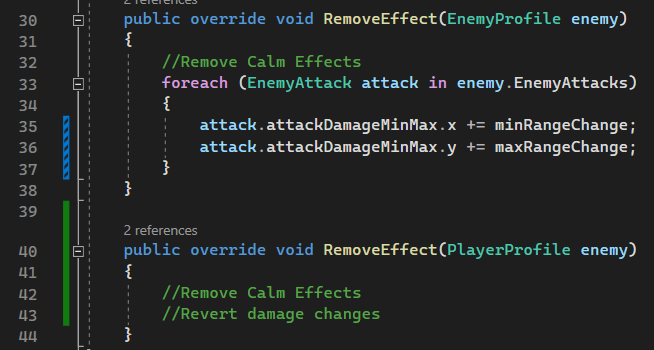 2 references
30 public override void RemoveEffect(EnemyProfile enemy)
31 {
32 //Remove Calm Effects
33 foreach (EnemyAttack attack in enemy.EnemyAttacks)
34 {
35 attack.attackDamageMinMax.x += minRangeChange;
36 attack.attackDamageMinMax.y += maxRangeChange;
37 }
38 }
39
2 references
40 public override void RemoveEffect(PlayerProfile enemy)
41 {
42 //Remove Calm Effects
43 //Revert damage changes
44 }